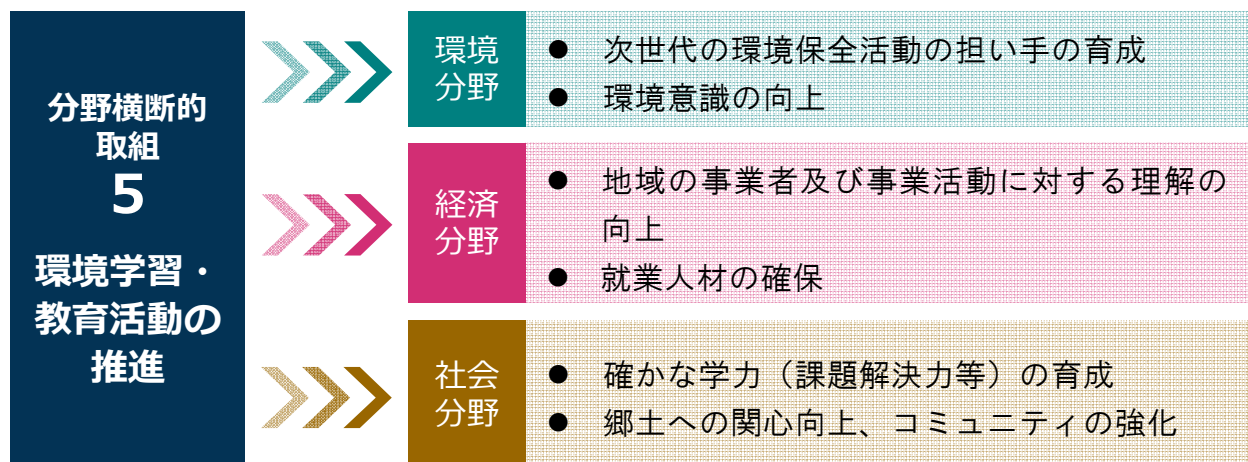 分野横断的
取組
5
環境学習・
教育活動の
推進
環境
分野
● 次世代の環境保全活動の担い手の育成
● 環境意識の向上
経済
分野
● 地域の事業者及び事業活動に対する理解の
向上
● 就業人材の確保
社会
分野
● 確かな学力（課題解決力等）の育成
● 郷土への関心向上、コミュニティの強化